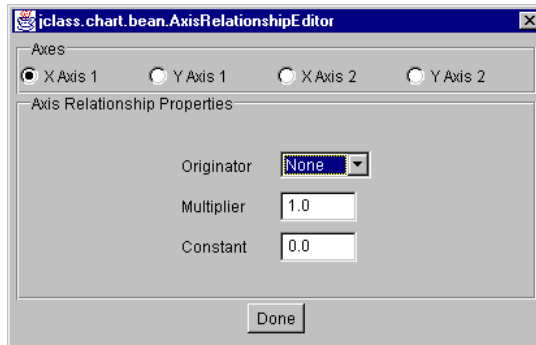 jclass.chart.bean.AxisRelationshipEditor
Axes
X Axis 1 Y Axis 1 X Axis 2 Y Axis 2
Axis Relationship Properties
Originator None
Multiplier 1.0
Constant 0.0
Done